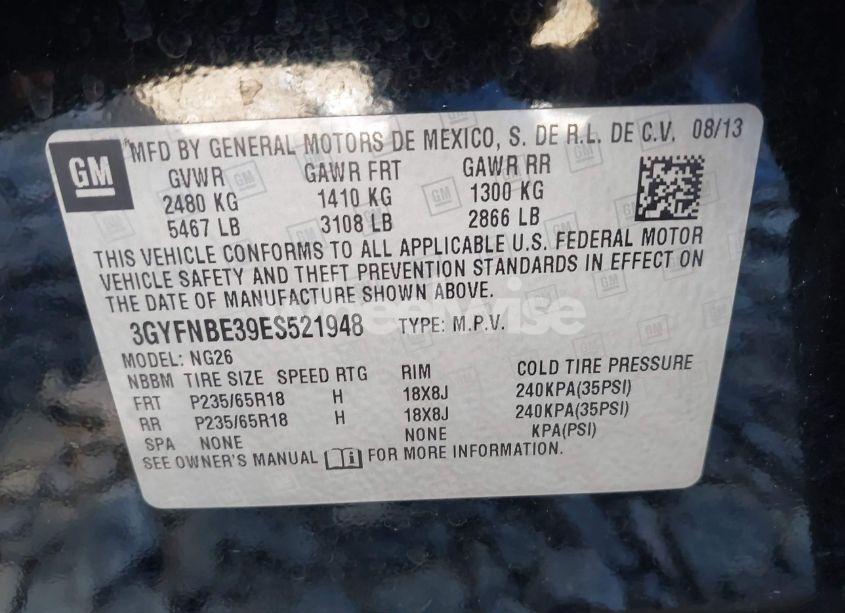 GM
MFD BY GENERAL MOTORS DE MEXICO, S. DE R.L. DE C.V. 08/13
GVWR GAWR FRT GAWR RR
2480 KG 1410 KG 1300 KG
5467 LB 3108 LB 2866 LB
THIS VEHICLE CONFORMS TO ALL APPLICABLE U.S. FEDERAL MOTOR
VEHICLE SAFETY AND THEFT PREVENTION STANDARDS IN EFFECT ON
THE DATE OF MANUFACTURE SHOWN ABOVE.
3GYFNBE39ES521948 TYPE: M.P.V.
MODEL: NG26
NBBM TIRE SIZE SPEED RTG RIM COLD TIRE PRESSURE
FRT P235/65R18 H 18X8J 240KPA(35PSI)
RR P235/65R18 H 18X8J 240KPA(35PSI)
SPA NONE NONE KPA(PSI)
SEE OWNER'S MANUAL FOR MORE INFORMATION.